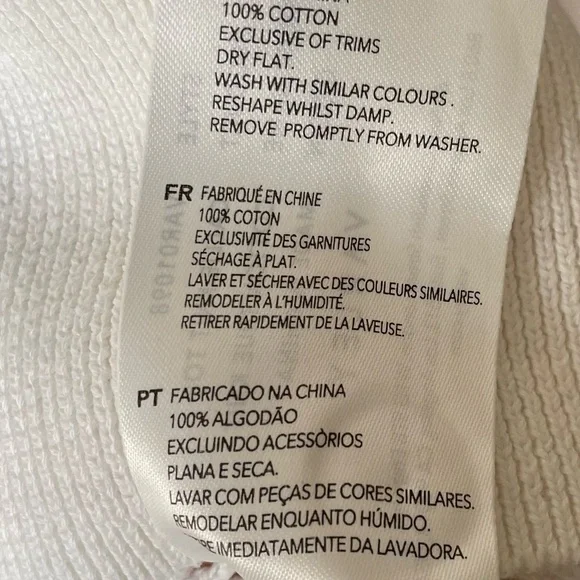 100% COTTON
EXCLUSIVE OF TRIMS
DRY FLAT.
WASH WITH SIMILAR COLOURS .
RESHAPE WHILST DAMP.
REMOVE PROMPTLY FROM WASHER.
FR FABRIQUÉ EN CHINE
100% COTON
EXCLUSIVITÉ DES GARNITURES
SÉCHAGE À PLAT.
LAVER ET SÉCHER AVEC DES COULEURS SIMILAIRES.
REMODELER À L'HUMIDITÉ.
RETIRER RAPIDEMENT DE LA LAVEUSE.
PT FABRICADO NA CHINA
100% ALGODÃO
EXCLUINDO ACESSÒRIOS
PLANA E SECA.
LAVAR COM PEÇAS DE CORES SIMILARES.
REMODELAR ENQUANTO HÚMIDO.
IMEDIATAMENTE DA LAVADORA.